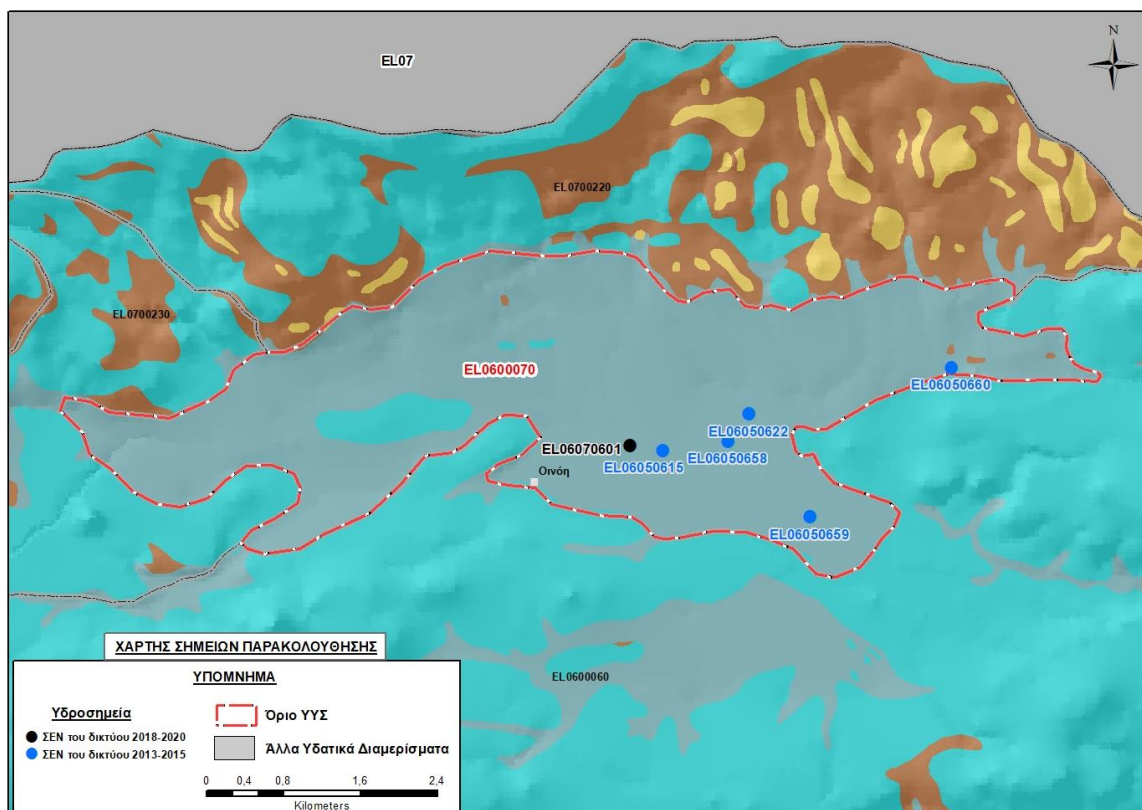 EL07
N
EL0700220
EL0700230
EL0600070
EL06050660
EL06050622
EL06070601
EL06050658
EL06050615
Οινόη
EL06050659
EL0600060
ΧΑΡΤΗΣ ΣΗΜΕΙΩΝ ΠΑΡΑΚΟΛΟΥΘΗΣΗΣ
ΥΠΟΜΝΗΜΑ
Υδροσημεία
ΣΕΝ του δικτύου 2018-2020
ΣΕΝ του δικτύου 2013-2015
Όριο ΥΥΣ
Άλλα Υδατικά Διαμερίσματα
0 0,4 0,8 1,6 2,4
Kilometers